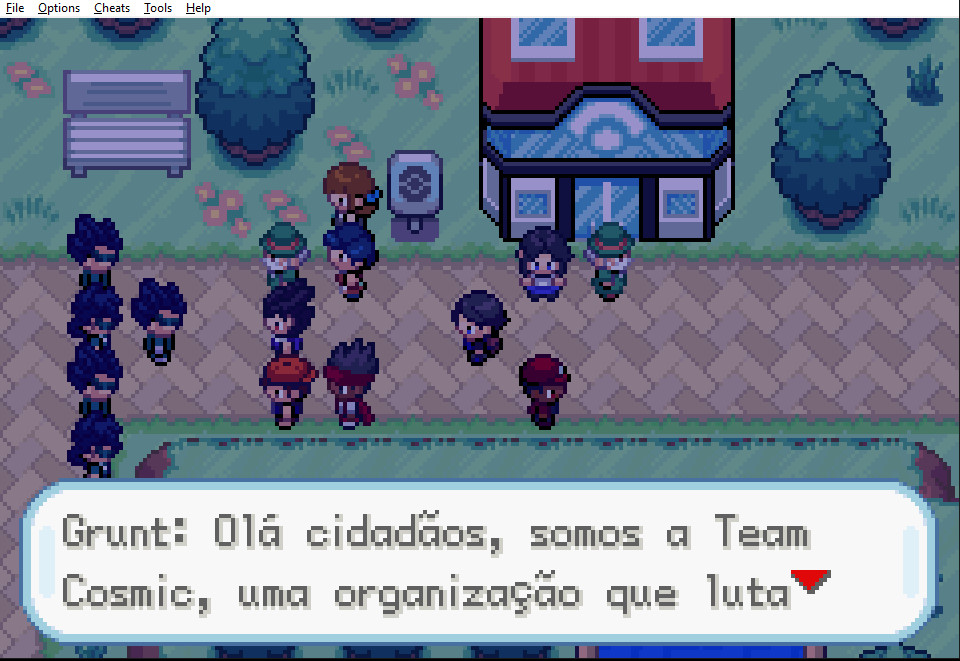 File Options Cheats Tools Help
Grunt: Olá cidadãos, somos a Team
Cosmic, uma organização que luta